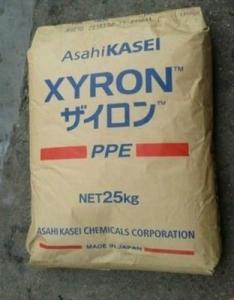 AsahiKASEI
XYRON™
ザイロン™
PPE
NET25kg
ASAHI KASEI CHEMICALS CORPORATION
MADE IN JAPAN